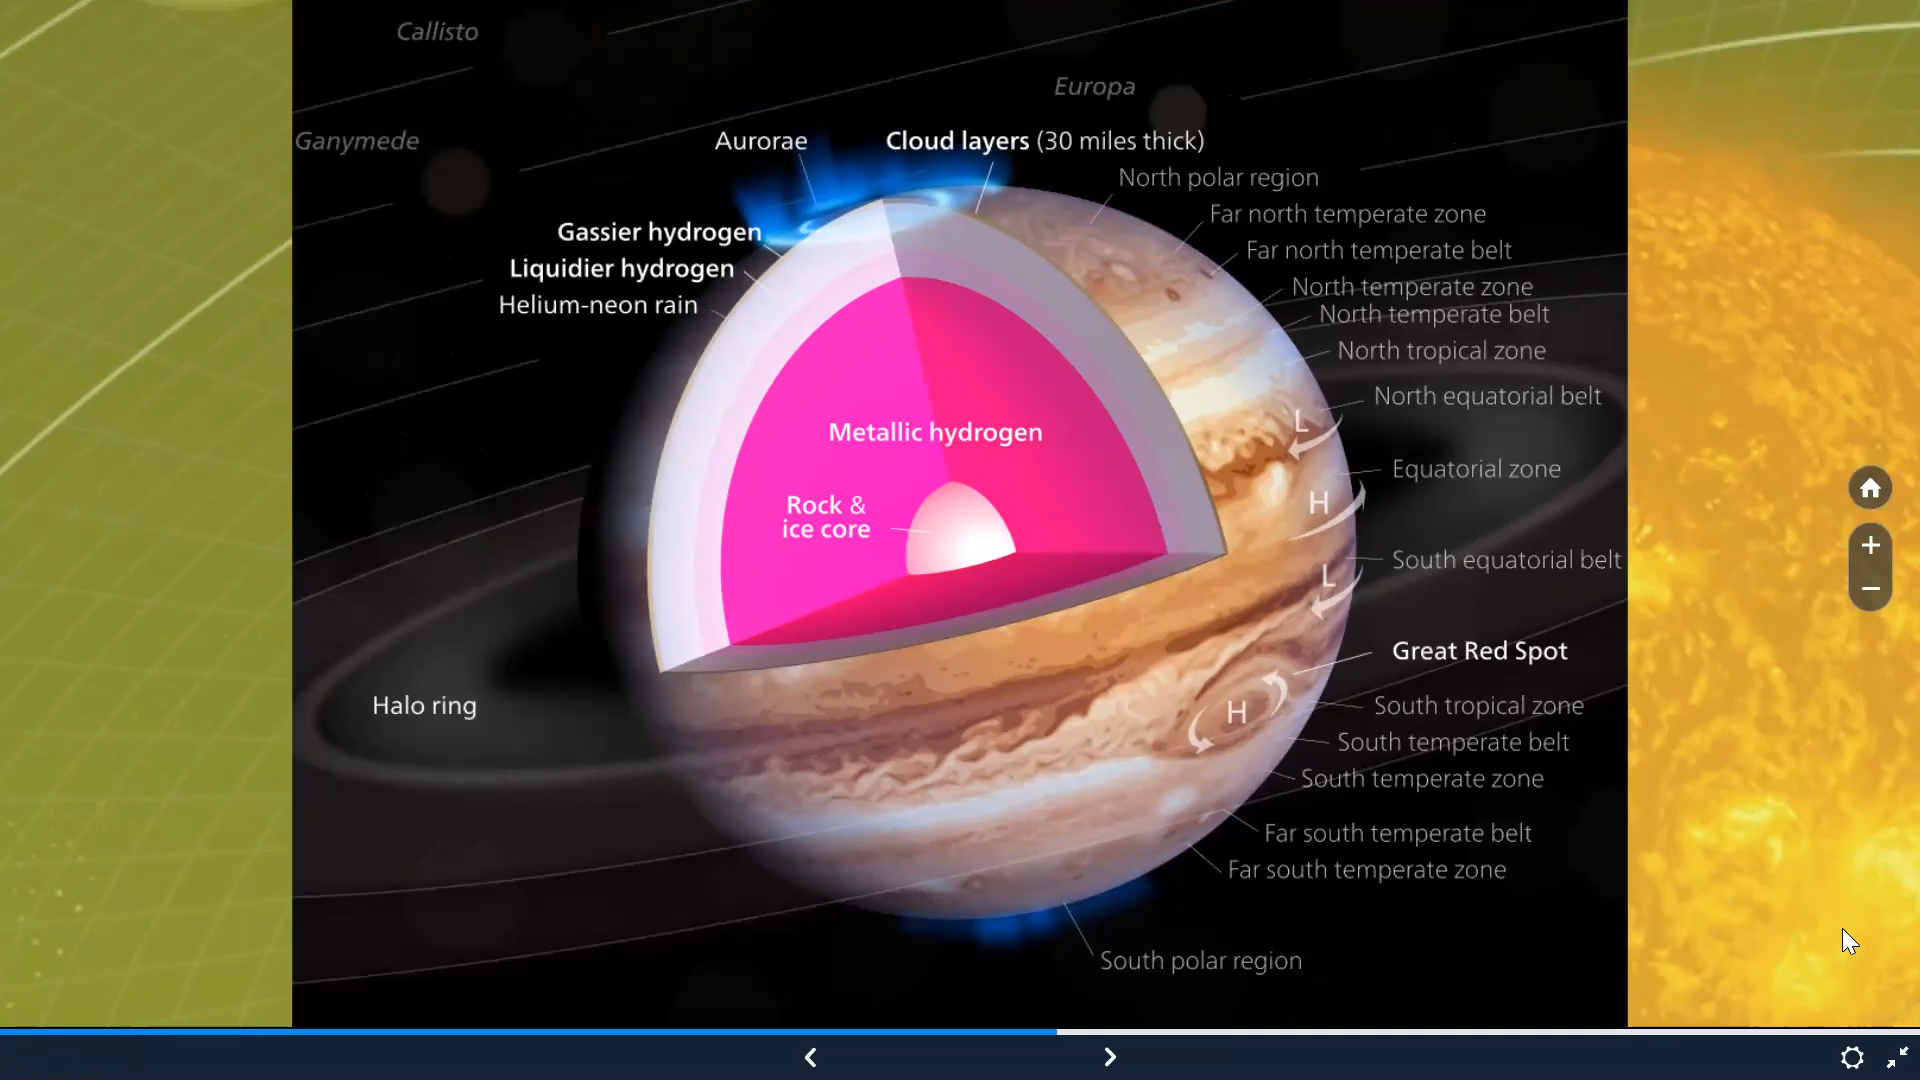 Callisto
Europa
Ganymede
Aurorae
Cloud layers (30 miles thick)
North polar region
Far north temperate zone
Gassier hydrogen
Far north temperate belt
Liquidier hydrogen
North temperate zone
Helium-neon rain
North temperate belt
North tropical zone
North equatorial belt
L
Metallic hydrogen
Equatorial zone
H
Rock &
ice core
South equatorial belt
L
Great Red Spot
Halo ring
South tropical zone
H
South temperate belt
South temperate zone
Far south temperate belt
Far south temperate zone
South polar region